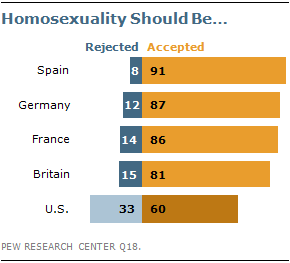 Homosexuality Should Be...
Rejected Accepted
Spain 8 91
Germany 12 87
France 14 86
Britain 15 81
U.S. 33 60
PEW RESEARCH CENTER Q18.